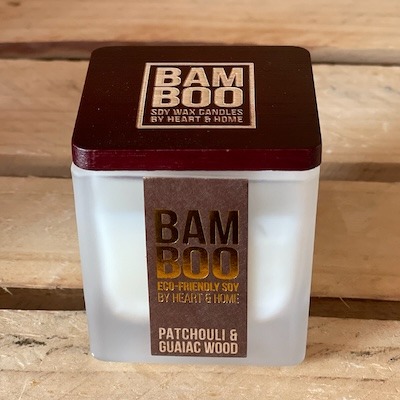 BAM
BOO
SOY WAX CANDLES
BY HEART & HOME
BAM
BOO
ECO-FRIENDLY SOY
BY HEART & HOME
PATCHOULI &
GUAIAC WOOD